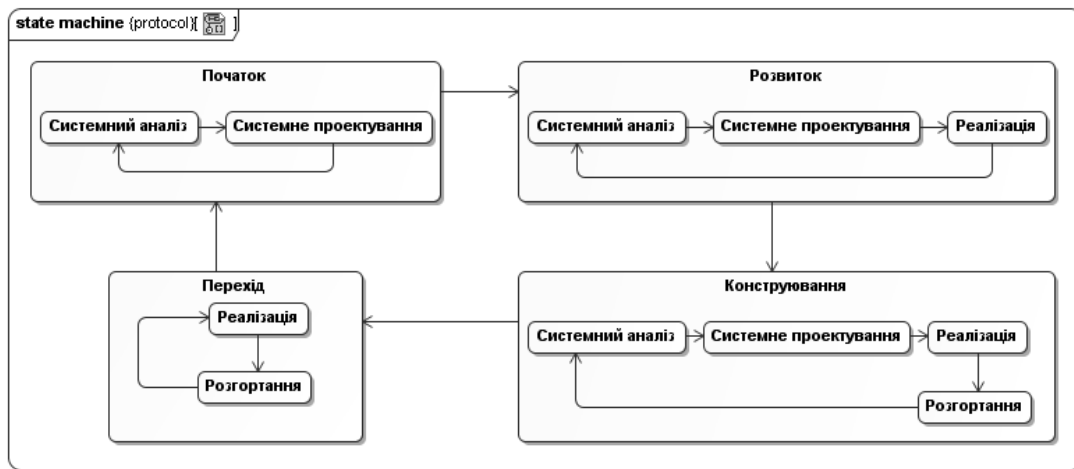 state machine {protocol}[ ]
Початок
Системний аналіз
Системне проектування
Розвиток
Системний аналіз
Системне проектування
Реалізація
Перехід
Реалізація
Розгортання
Конструювання
Системний аналіз
Системне проектування
Реалізація
Розгортання